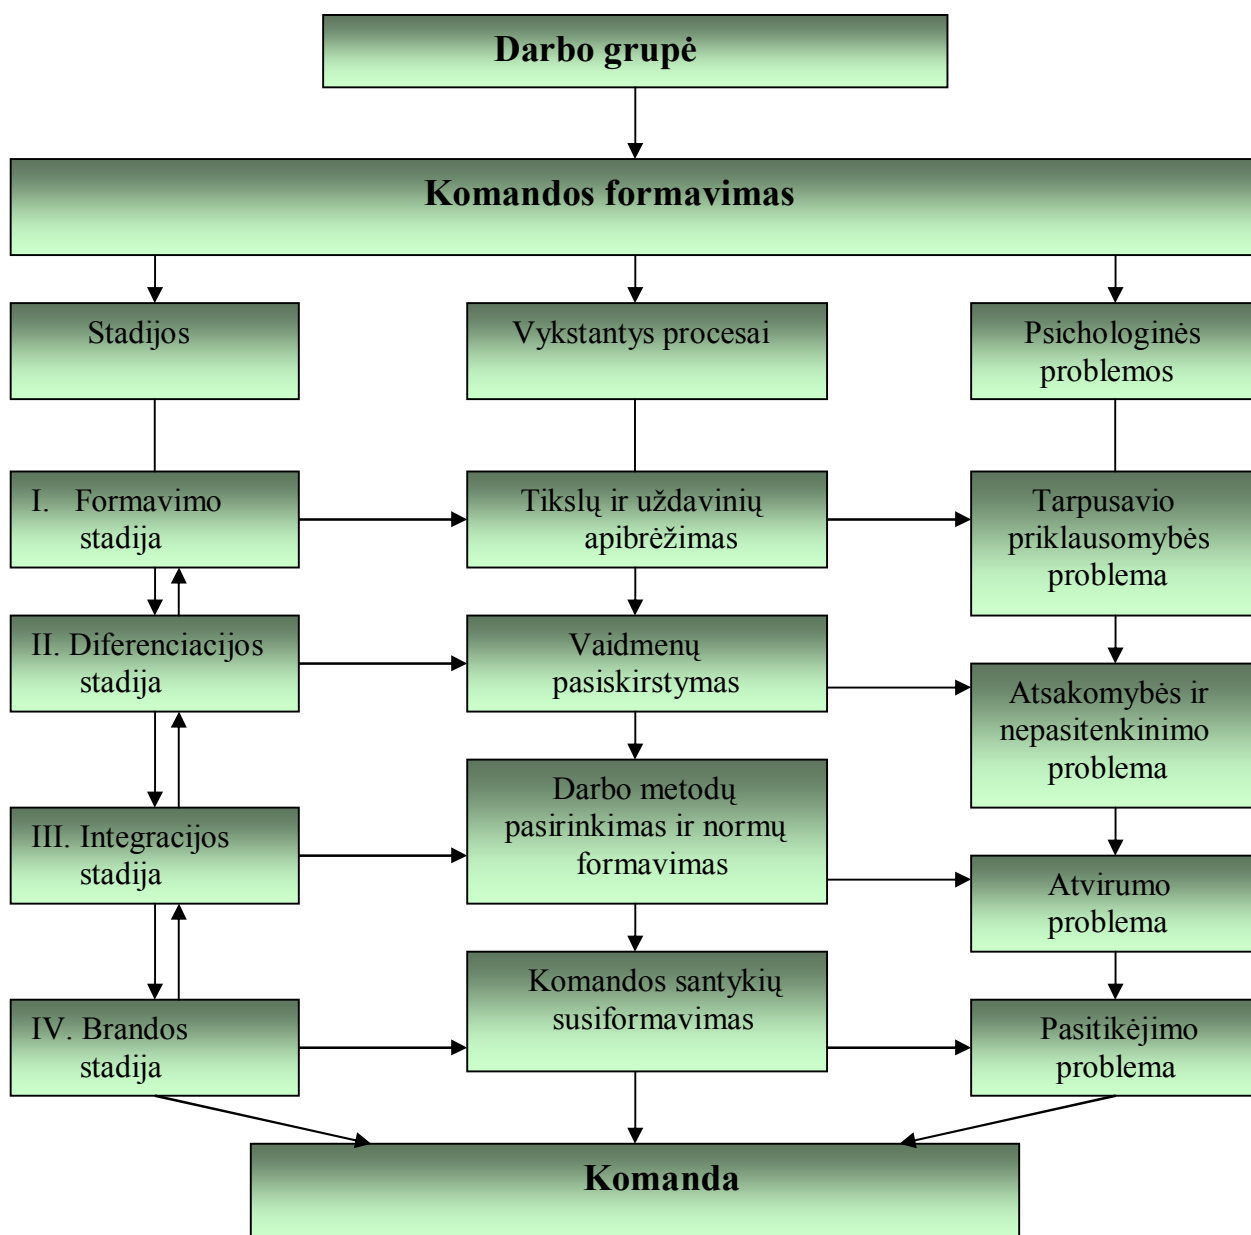 Darbo grupė
Komandos formavimas
Stadijos
Vykstantys procesai
Psichologinės
problemos
I. Formavimo
stadija
Tikslų ir uždavinių
apibrėžimas
Tarpusavio
priklausomybės
problema
II. Diferenciacijos
stadija
Vaidmenų
pasiskirstymas
Atsakomybės ir
nepasitenkinimo
problema
III. Integracijos
stadija
Darbo metodų
pasirinkimas ir normų
formavimas
Atvirumo
problema
IV. Brandos
stadija
Komandos santykių
susiformavimas
Pasitikėjimo
problema
Komanda